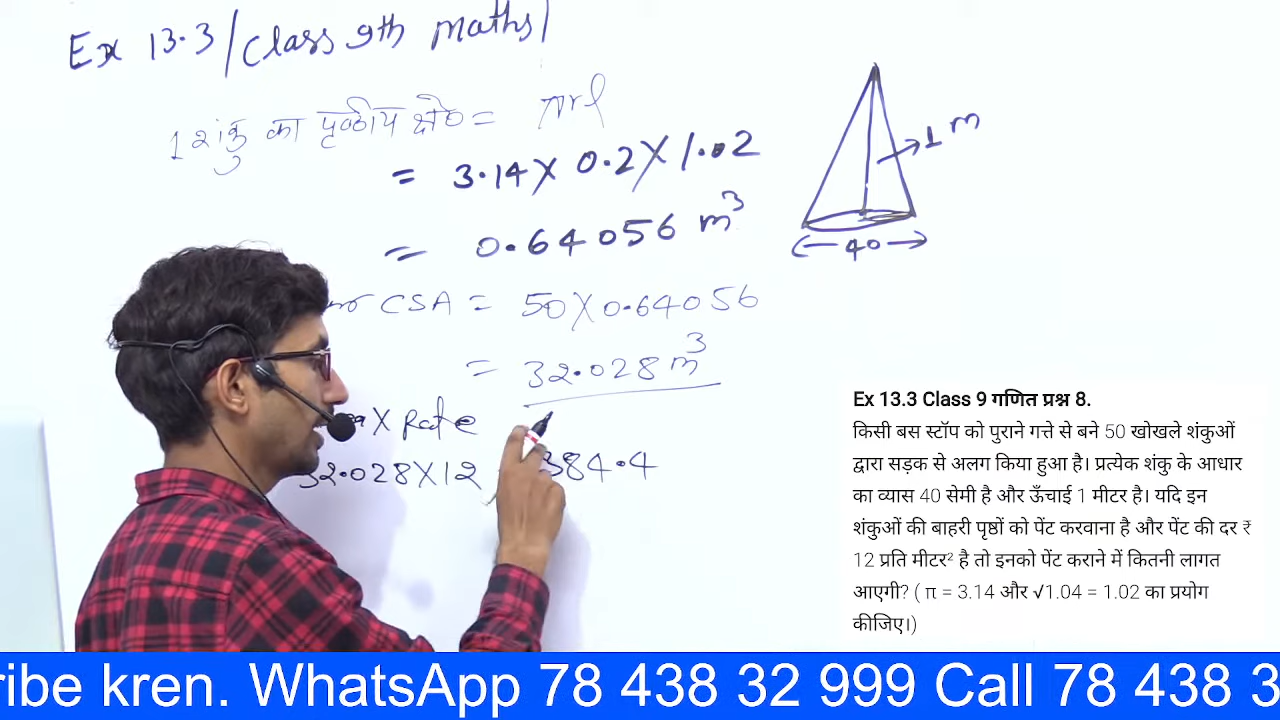 Ex 13.3/Class 9th maths/
1 शंकु का पृष्ठीय क्षे० = πrl
= 3.14 X 0.2 X 1.02
= 0.64056 m³
CSA = 50 X 0.64056
= 32.028 m³
X Rate
32.028 X 12
384.4
1 m
40
Ex 13.3 Class 9 गणित प्रश्न 8.
किसी बस स्टॉप को पुराने गत्ते से बने 50 खोखले शंकुओं
द्वारा सड़क से अलग किया हुआ है। प्रत्येक शंकु के आधार
का व्यास 40 सेमी है और ऊँचाई 1 मीटर है। यदि इन
शंकुओं की बाहरी पृष्ठों को पेंट करवाना है और पेंट की दर ₹
12 प्रति मीटर² है तो इनको पेंट कराने में कितनी लागत
आएगी? ( π = 3.14 और √1.04 = 1.02 का प्रयोग
कीजिए।)
ribe kren. WhatsApp 78 438 32 999 Call 78 438 3